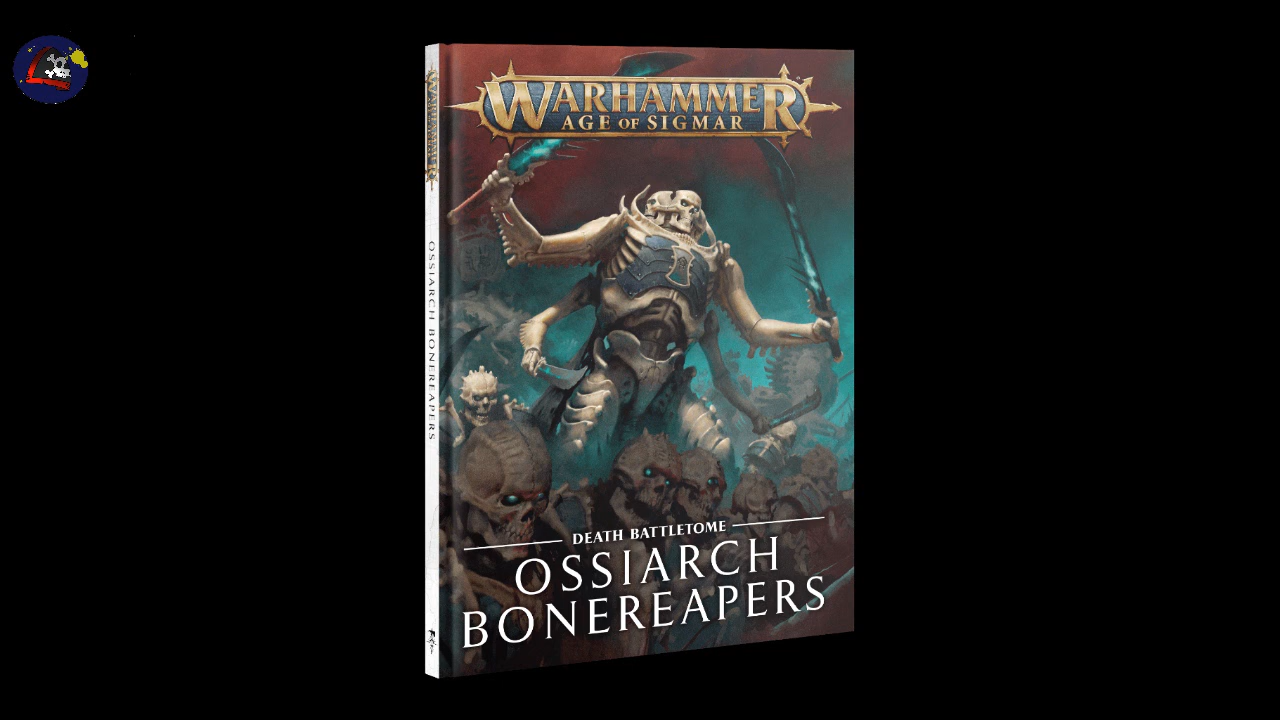 WARHAMMER
AGE OF SIGMAR
WARHAMMER
OSSIARCH BONEREAPERS
DEATH BATTLETOME
OSSIARCH
BONEREAPERS